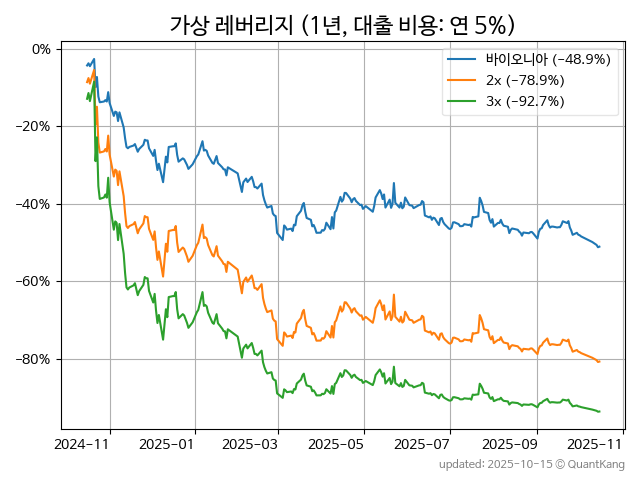 가상 레버리지 (1년, 대출 비용: 연 5%)
바이오니아 (−48.9%)
2x (−78.9%)
3x (−92.7%)
0%
−20%
−40%
−60%
−80%
2024-11 2025-01 2025-03 2025-05 2025-07 2025-09 2025-11
updated: 2025-10-15 © QuantKang